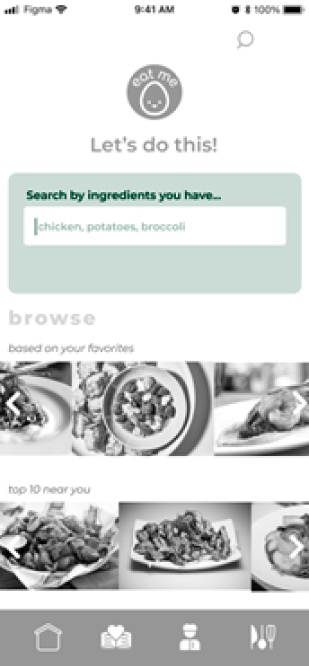 Figma 9:41 AM 100%
eat me
Let's do this!
Search by ingredients you have...
chicken, potatoes, broccoli
browse
based on your favorites
top 10 near you